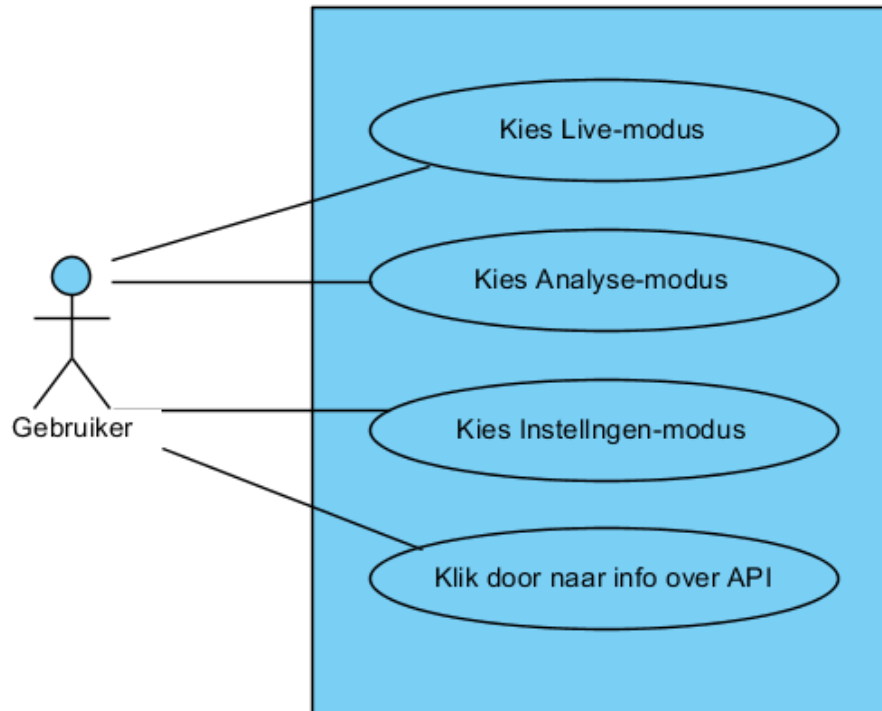 Kies Live-modus
Kies Analyse-modus
Kies Instellngen-modus
Gebruiker
Klik door naar info over API